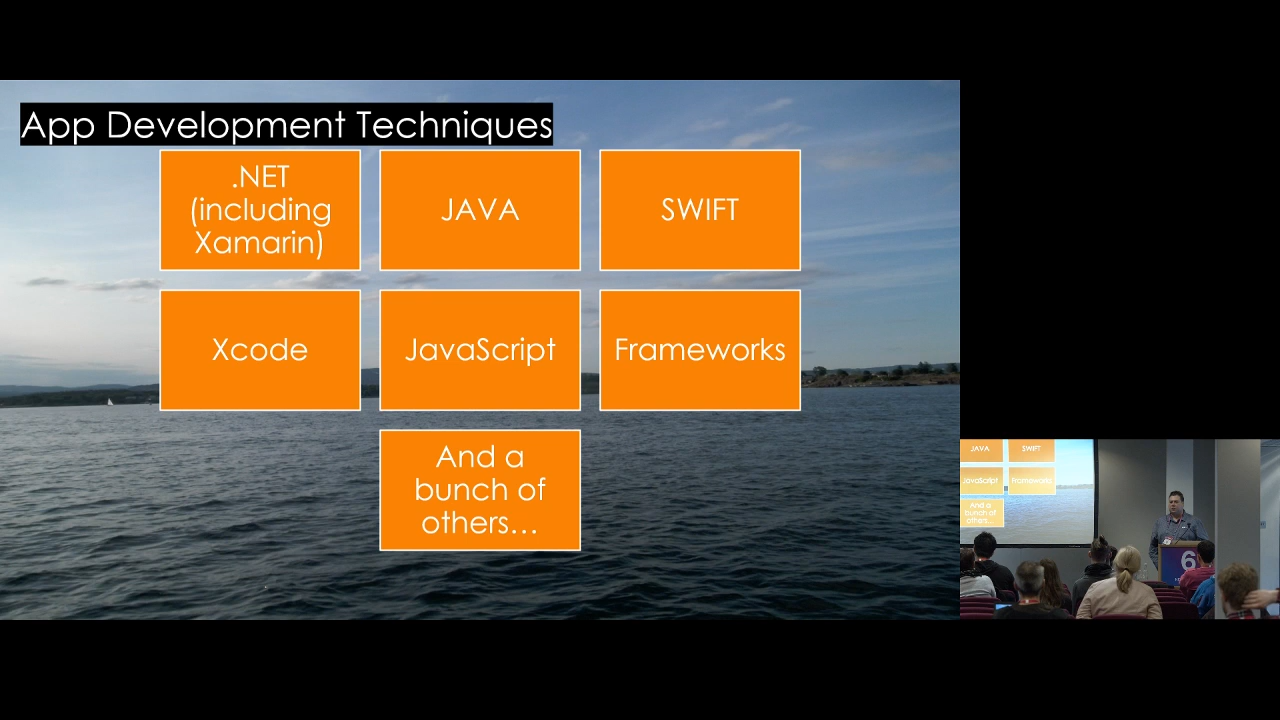 App Development Techniques
.NET
(including
Xamarin)
JAVA
SWIFT
Xcode
JavaScript
Frameworks
And a
bunch of
others...
JAVA
SWIFT
JavaScript
Frameworks
And a
bunch of
others...
6